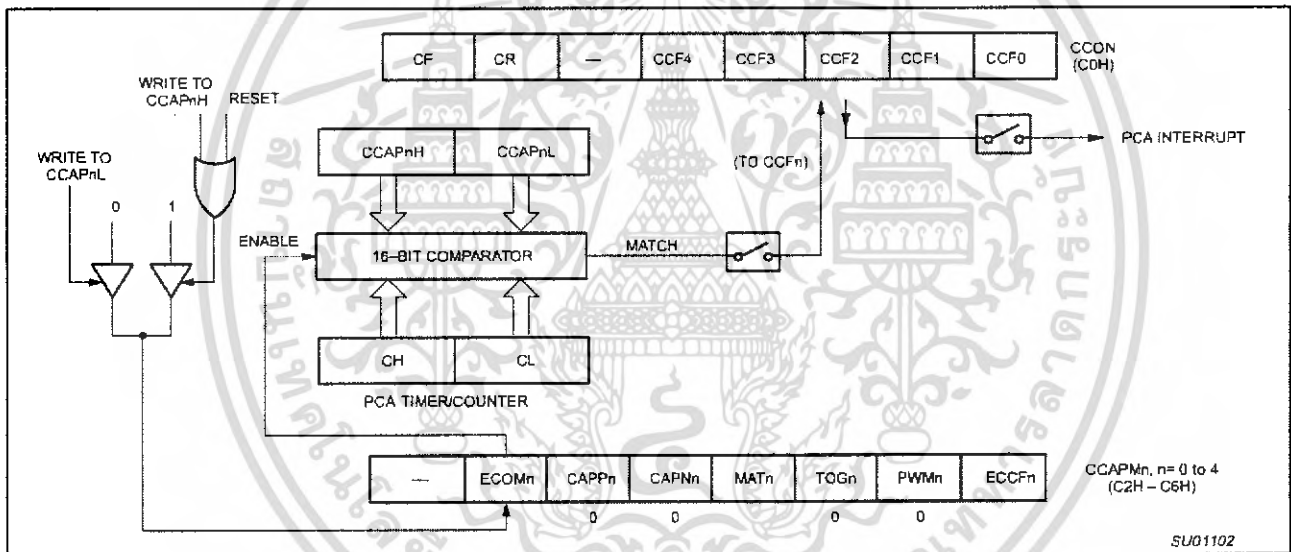 CF CR — CCF4 CCF3 CCF2 CCF1 CCF0
CCON
(C0H)
WRITE TO
CCAPnH
RESET
WRITE TO
CCAPnL
0 1
CCAPnH CCAPnL
(TO CCFn)
PCA INTERRUPT
ENABLE
16–BIT COMPARATOR
MATCH
CH CL
PCA TIMER/COUNTER
— ECOMn CAPPn CAPNn MATn TOGn PWMn ECCFn
0 0 0 0
CCAPMn, n= 0 to 4
(C2H – C6H)
SU01102